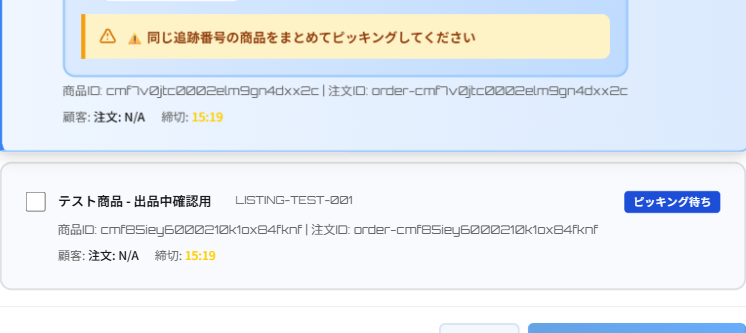 ⚠ 同じ追跡番号の商品をまとめてピッキングしてください
商品ID: cmf7v0jtc0002elm9gn4dxx2c | 注文ID: order-cmf7v0jtc0002elm9gn4dxx2c
顧客: 注文: N/A 締切: 15:19
テスト商品 - 出品中確認用 LISTING-TEST-001 ピッキング待ち
商品ID: cmf85iey6000210k1ox84fknf | 注文ID: order-cmf85iey6000210k1ox84fknf
顧客: 注文: N/A 締切: 15:19